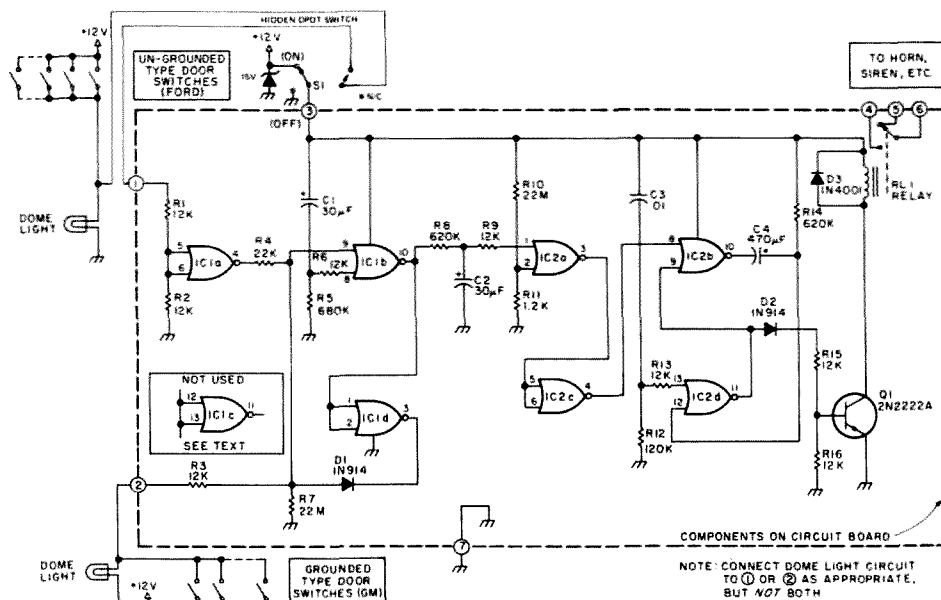 HIDDEN DPDT SWITCH
+12V
+12V
(ON)
15V
S1
* N/C
UN-GROUNDED
TYPE DOOR
SWITCHES
(FORD)
TO HORN,
SIREN, ETC.
3
(OFF)
4 5 6
1
DOME
LIGHT
R1
12K
5
6
IC1a
4
R4
22K
R2
12K
C1
30µF
R6
12K
9
8
IC1b
10
R5
680K
R8
620K
R9
12K
C2
30µF
R10
22M
1
2
IC2a
3
R11
1.2K
C3
.01
8
9
IC2b
10
C4
470µF
R14
620K
D3
1N4001
RL1
RELAY
D2
1N914
NOT USED
12
13
IC1c
11
SEE TEXT
1
2
IC1d
3
5
6
IC2c
4
R13
12K
13
12
IC2d
11
R12
120K
R15
12K
Q1
2N2222A
R16
12K
2
R3
12K
D1
1N914
R7
22M
7
COMPONENTS ON CIRCUIT BOARD
DOME
LIGHT
+12V
GROUNDED
TYPE DOOR
SWITCHES (GM)
NOTE: CONNECT DOME LIGHT CIRCUIT
TO 1 OR 2 AS APPROPRIATE,
BUT NOT BOTH